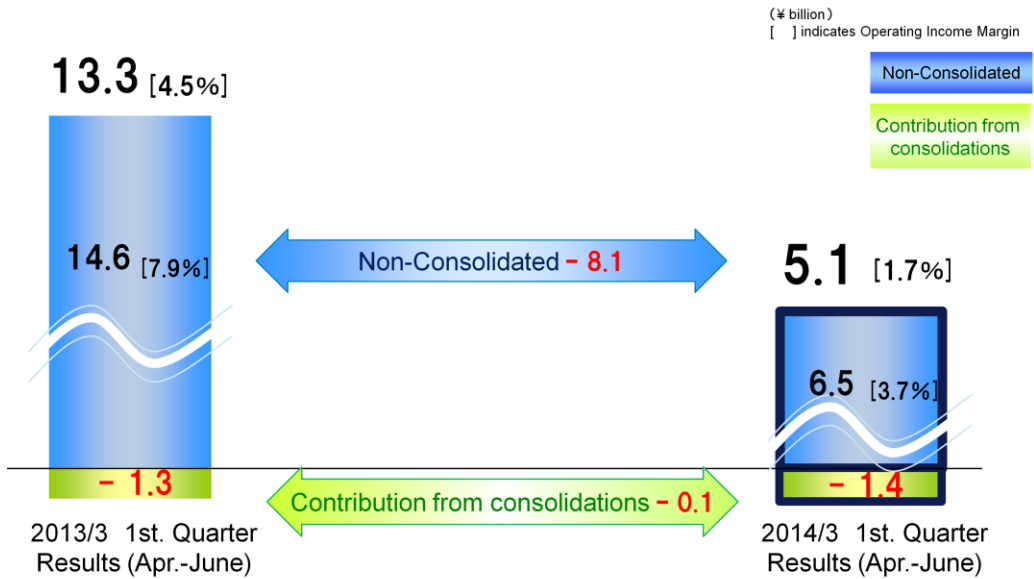 (¥ billion)
[　] indicates Operating Income Margin
Non-Consolidated
Contribution from
consolidations
13.3 [4.5%]
14.6 [7.9%]
Non-Consolidated − 8.1
5.1 [1.7%]
6.5 [3.7%]
− 1.3
Contribution from consolidations − 0.1
− 1.4
2013/3 1st. Quarter
Results (Apr.-June)
2014/3 1st. Quarter
Results (Apr.-June)